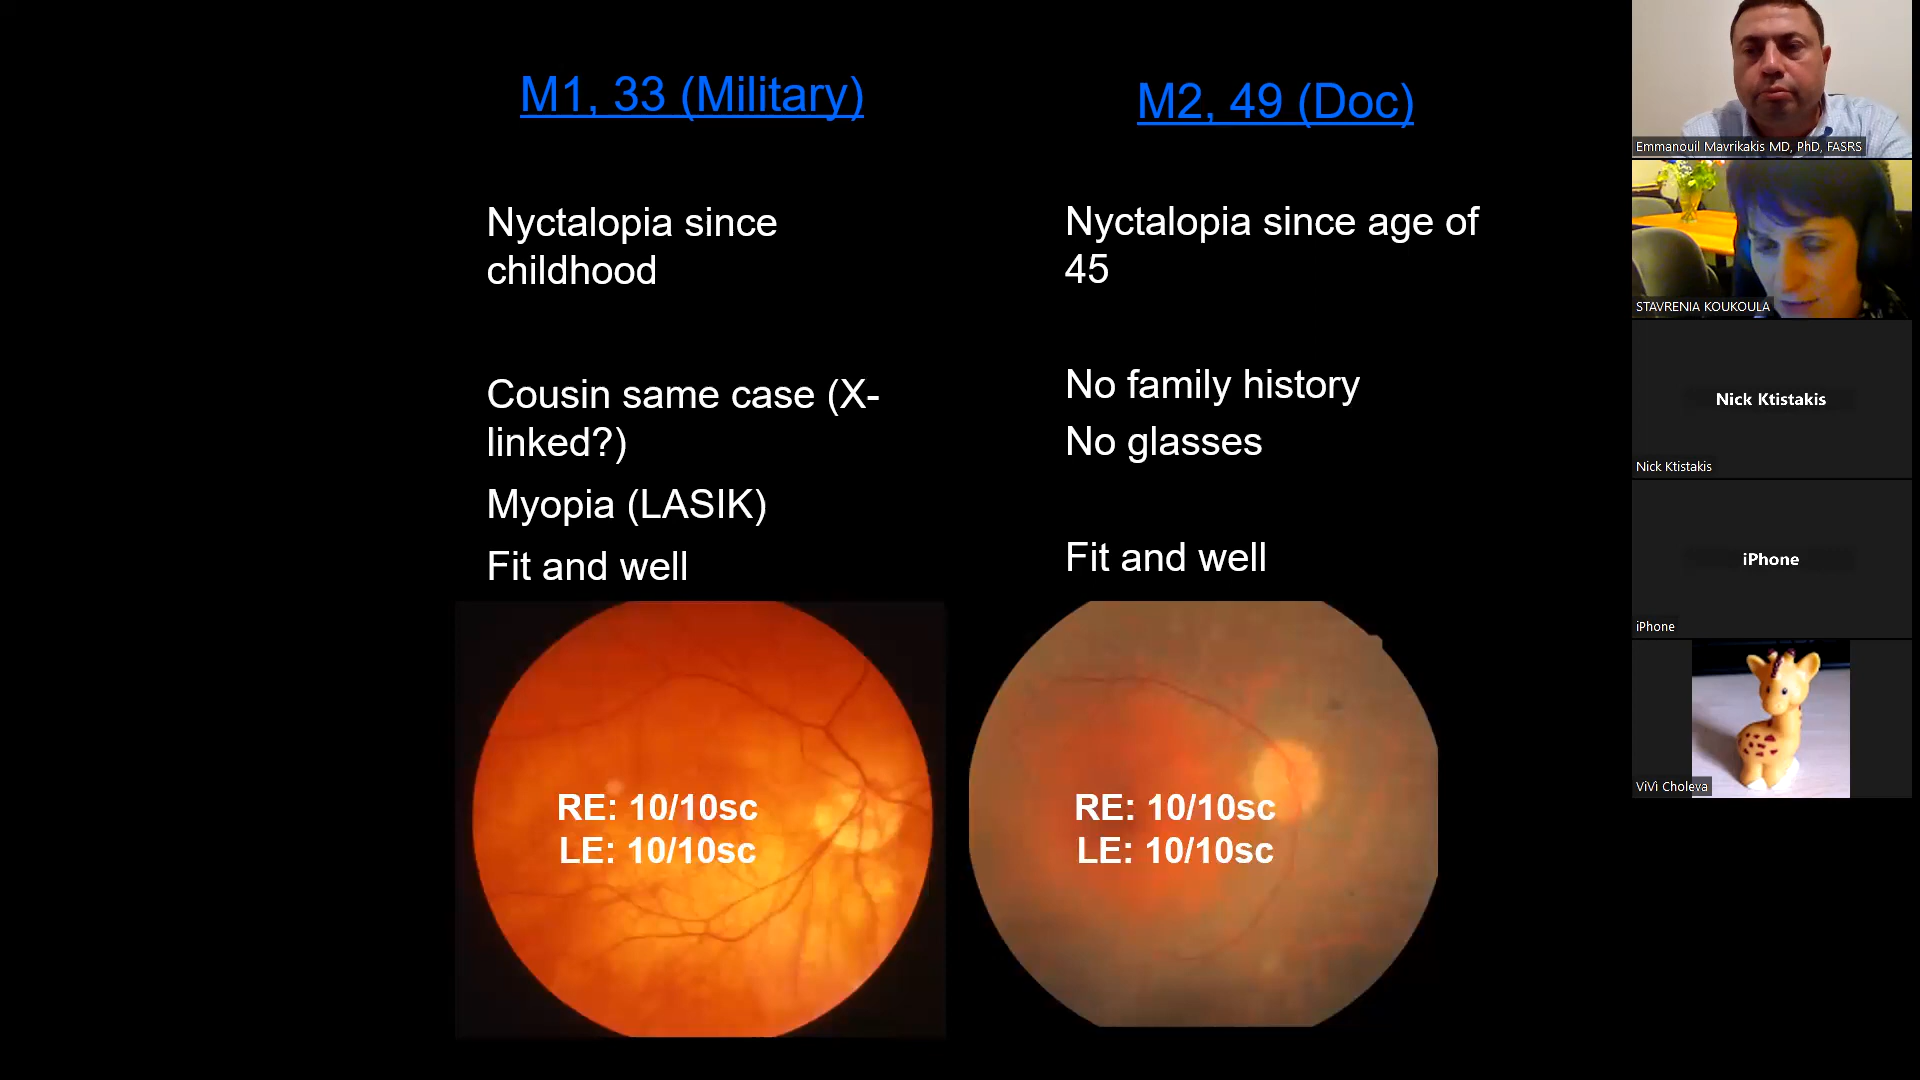 M1, 33 (Military)
Nyctalopia since
childhood
Cousin same case (X-
linked?)
Myopia (LASIK)
Fit and well
RE: 10/10sc
LE: 10/10sc
M2, 49 (Doc)
Nyctalopia since age of
45
No family history
No glasses
Fit and well
RE: 10/10sc
LE: 10/10sc
Emmanouil Mavrikakis MD, PhD, FASRS
STAVRENIA KOUKOULA
Nick Ktistakis
Nick Ktistakis
iPhone
iPhone
ViVi Choleva